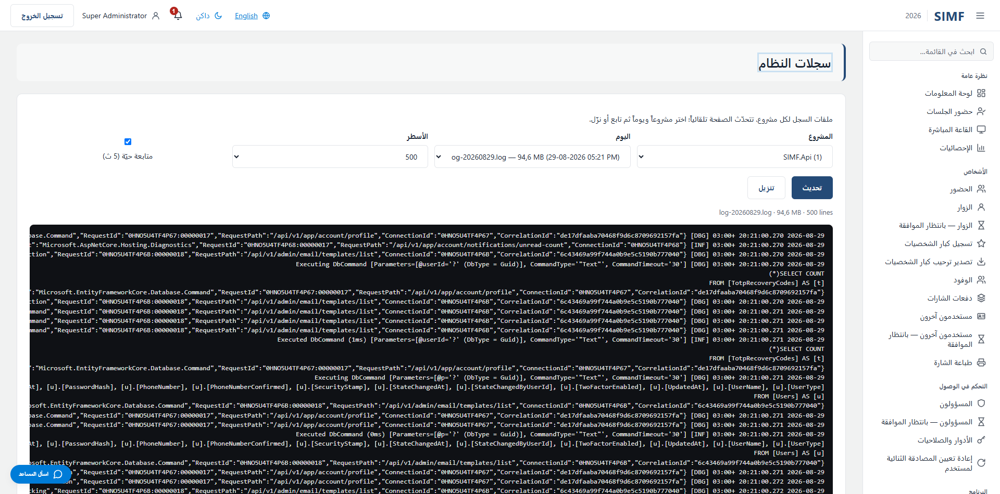 SIMF
2026
English
داكن
1
Super Administrator
تسجيل الخروج
ابحث في القائمة...
نظرة عامة
لوحة المعلومات
حضور الجلسات
القاعة المباشرة
الإحصائيات
الأشخاص
الحضور
الزوار
الزوار — بانتظار الموافقة
تسجيل كبار الشخصيات
تصدير ترحيب كبار الشخصيات
الوفود
دفعات الشارات
مستخدمون آخرون
مستخدمون آخرون — بانتظار
الموافقة
طباعة الشارة
التحكم في الوصول
المسؤولون
المسؤولون — بانتظار الموافقة
الأدوار والصلاحيات
إعادة تعيين المصادقة الثنائية
لمستخدم
البرنامج
سجلات النظام
ملفات السجل لكل مشروع. تتحدّث الصفحة تلقائياً؛ اختر مشروعاً ويوماً ثم تابع أو نزّل.
المشروع
SIMF.Api (1)
اليوم
og-20260829.log — 94,6 MB (29-08-2026 05:21 PM)
الأسطر
500
متابعة حيّة (5 ث)
تحديث
تنزيل
log-20260829.log · 94,6 MB · 500 lines
base.Command","RequestId":"0HNO5U4TF4P67:00000017","RequestPath":"/api/v1/app/account/profile","ConnectionId":"0HNO5U4TF4P67","CorrelationId":"de17dfaaba70468f9d6c8709692157fa"} [DBG] 03:00+ 20:21:00.270 2026-08-29
t":"Microsoft.AspNetCore.Hosting.Diagnostics","RequestId":"0HNO5U4TF4P68:00000017","RequestPath":"/api/v1/app/account/notifications/unread-count","ConnectionId":"0HNO5U4TF4P68"} [INF] 03:00+ 20:21:00.270 2026-08-29
ction","RequestId":"0HNO5U4TF4P6B:00000018","RequestPath":"/api/v1/admin/email/templates/list","ConnectionId":"0HNO5U4TF4P6B","CorrelationId":"6c43469a99f744a0b9e5c5190b777040"} [DBG] 03:00+ 20:21:00.270 2026-08-29
Executing DbCommand [Parameters=[@userId='?' (DbType = Guid)], CommandType='"Text"', CommandTimeout='30'] [DBG] 03:00+ 20:21:00.270 2026-08-29
(*)SELECT COUNT
FROM [TotpRecoveryCodes] AS [t]
":"Microsoft.EntityFrameworkCore.Database.Command","RequestId":"0HNO5U4TF4P67:00000017","RequestPath":"/api/v1/app/account/profile","ConnectionId":"0HNO5U4TF4P67","CorrelationId":"de17dfaaba70468f9d6c8709692157fa"}
ction","RequestId":"0HNO5U4TF4P6B:00000018","RequestPath":"/api/v1/admin/email/templates/list","ConnectionId":"0HNO5U4TF4P6B","CorrelationId":"6c43469a99f744a0b9e5c5190b777040"} [DBG] 03:00+ 20:21:00.270 2026-08-29
mmand","RequestId":"0HNO5U4TF4P6B:00000018","RequestPath":"/api/v1/admin/email/templates/list","ConnectionId":"0HNO5U4TF4P6B","CorrelationId":"6c43469a99f744a0b9e5c5190b777040"} [DBG] 03:00+ 20:21:00.271 2026-08-29
mmand","RequestId":"0HNO5U4TF4P6B:00000018","RequestPath":"/api/v1/admin/email/templates/list","ConnectionId":"0HNO5U4TF4P6B","CorrelationId":"6c43469a99f744a0b9e5c5190b777040"} [DBG] 03:00+ 20:21:00.271 2026-08-29
mmand","RequestId":"0HNO5U4TF4P6B:00000018","RequestPath":"/api/v1/admin/email/templates/list","ConnectionId":"0HNO5U4TF4P6B","CorrelationId":"6c43469a99f744a0b9e5c5190b777040"} [DBG] 03:00+ 20:21:00.271 2026-08-29
Executed DbCommand (1ms) [Parameters=[@userId='?' (DbType = Guid)], CommandType='"Text"', CommandTimeout='30'] [INF] 03:00+ 20:21:00.271 2026-08-29
(*)SELECT COUNT
FROM [TotpRecoveryCodes] AS [t]
":"Microsoft.EntityFrameworkCore.Database.Command","RequestId":"0HNO5U4TF4P67:00000017","RequestPath":"/api/v1/app/account/profile","ConnectionId":"0HNO5U4TF4P67","CorrelationId":"de17dfaaba70468f9d6c8709692157fa"}
Executing DbCommand [Parameters=[@p='?' (DbType = Guid)], CommandType='"Text"', CommandTimeout='30'] [DBG] 03:00+ 20:21:00.271 2026-08-29
At], [u].[PasswordHash], [u].[PhoneNumber], [u].[PhoneNumberConfirmed], [u].[SecurityStamp], [u].[StateChangedAt], [u].[StateChangedByUserId], [u].[TwoFactorEnabled], [u].[UpdatedAt], [u].[UserName], [u].[UserType]
FROM [Users] AS [u]
osoft.EntityFrameworkCore.Database.Command","RequestId":"0HNO5U4TF4P6B:00000018","RequestPath":"/api/v1/admin/email/templates/list","ConnectionId":"0HNO5U4TF4P6B","CorrelationId":"6c43469a99f744a0b9e5c5190b777040"}
base.Command","RequestId":"0HNO5U4TF4P67:00000017","RequestPath":"/api/v1/app/account/profile","ConnectionId":"0HNO5U4TF4P67","CorrelationId":"de17dfaaba70468f9d6c8709692157fa"} [DBG] 03:00+ 20:21:00.271 2026-08-29
base.Command","RequestId":"0HNO5U4TF4P67:00000017","RequestPath":"/api/v1/app/account/profile","ConnectionId":"0HNO5U4TF4P67","CorrelationId":"de17dfaaba70468f9d6c8709692157fa"} [DBG] 03:00+ 20:21:00.271 2026-08-29
Executed DbCommand (0ms) [Parameters=[@p='?' (DbType = Guid)], CommandType='"Text"', CommandTimeout='30'] [INF] 03:00+ 20:21:00.271 2026-08-29
At], [u].[PasswordHash], [u].[PhoneNumber], [u].[PhoneNumberConfirmed], [u].[SecurityStamp], [u].[StateChangedAt], [u].[StateChangedByUserId], [u].[TwoFactorEnabled], [u].[UpdatedAt], [u].[UserName], [u].[UserType]
FROM [Users] AS [u]
osoft.EntityFrameworkCore.Database.Command","RequestId":"0HNO5U4TF4P6B:00000018","RequestPath":"/api/v1/admin/email/templates/list","ConnectionId":"0HNO5U4TF4P6B","CorrelationId":"6c43469a99f744a0b9e5c5190b777040"}
","RequestId":"0HNO5U4TF4P67:00000017","RequestPath":"/api/v1/app/account/profile","ConnectionId":"0HNO5U4TF4P67","CorrelationId":"de17dfaaba70468f9d6c8709692157fa"} [DBG] 03:00+ 20:21:00.271 2026-08-29
on","RequestId":"0HNO5U4TF4P67:00000017","RequestPath":"/api/v1/app/account/profile","ConnectionId":"0HNO5U4TF4P67","CorrelationId":"de17dfaaba70468f9d6c8709692157fa"} [DBG] 03:00+ 20:21:00.271 2026-08-29
cking","RequestId":"0HNO5U4TF4P6B:00000018","RequestPath":"/api/v1/admin/email/templates/list","ConnectionId":"0HNO5U4TF4P6B","CorrelationId":"6c43469a99f744a0b9e5c5190b777040"} [DBG] 03:00+ 20:21:00.272 2026-08-29
اسأل المساعد